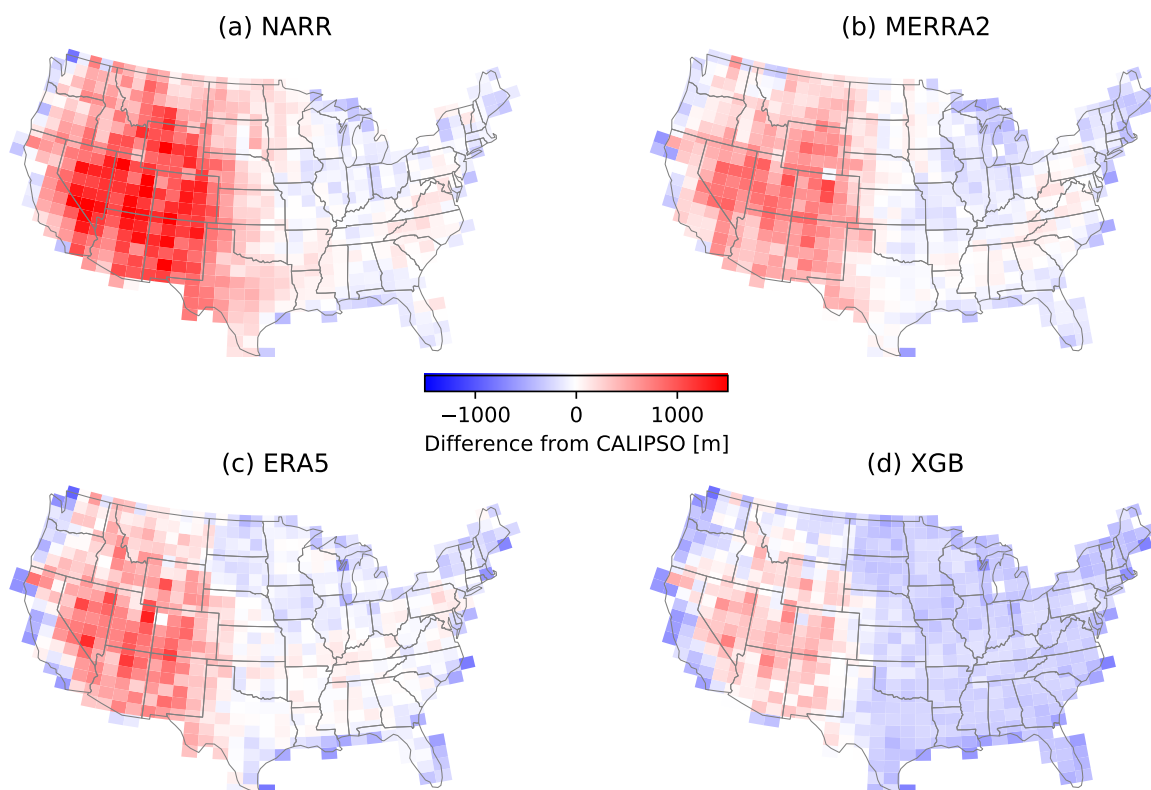 (a) NARR
(b) MERRA2
−1000 0 1000
Difference from CALIPSO [m]
(c) ERA5
(d) XGB